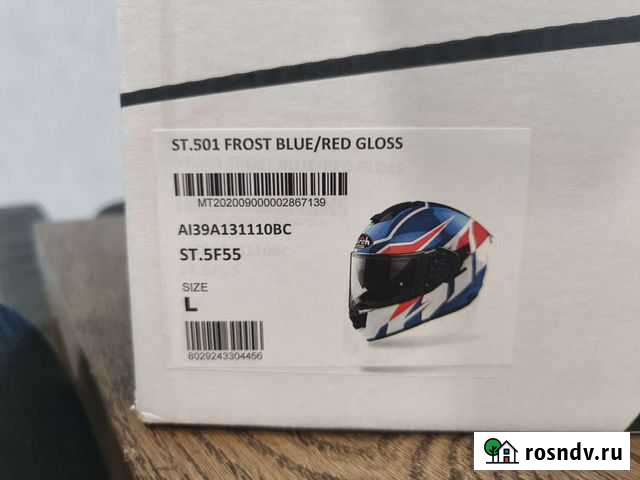 ST.501 FROST BLUE/RED GLOSS
MT202009000002867139
AI39A131110BC
ST.5F55
SIZE
L
8029243304456
rosndv.ru